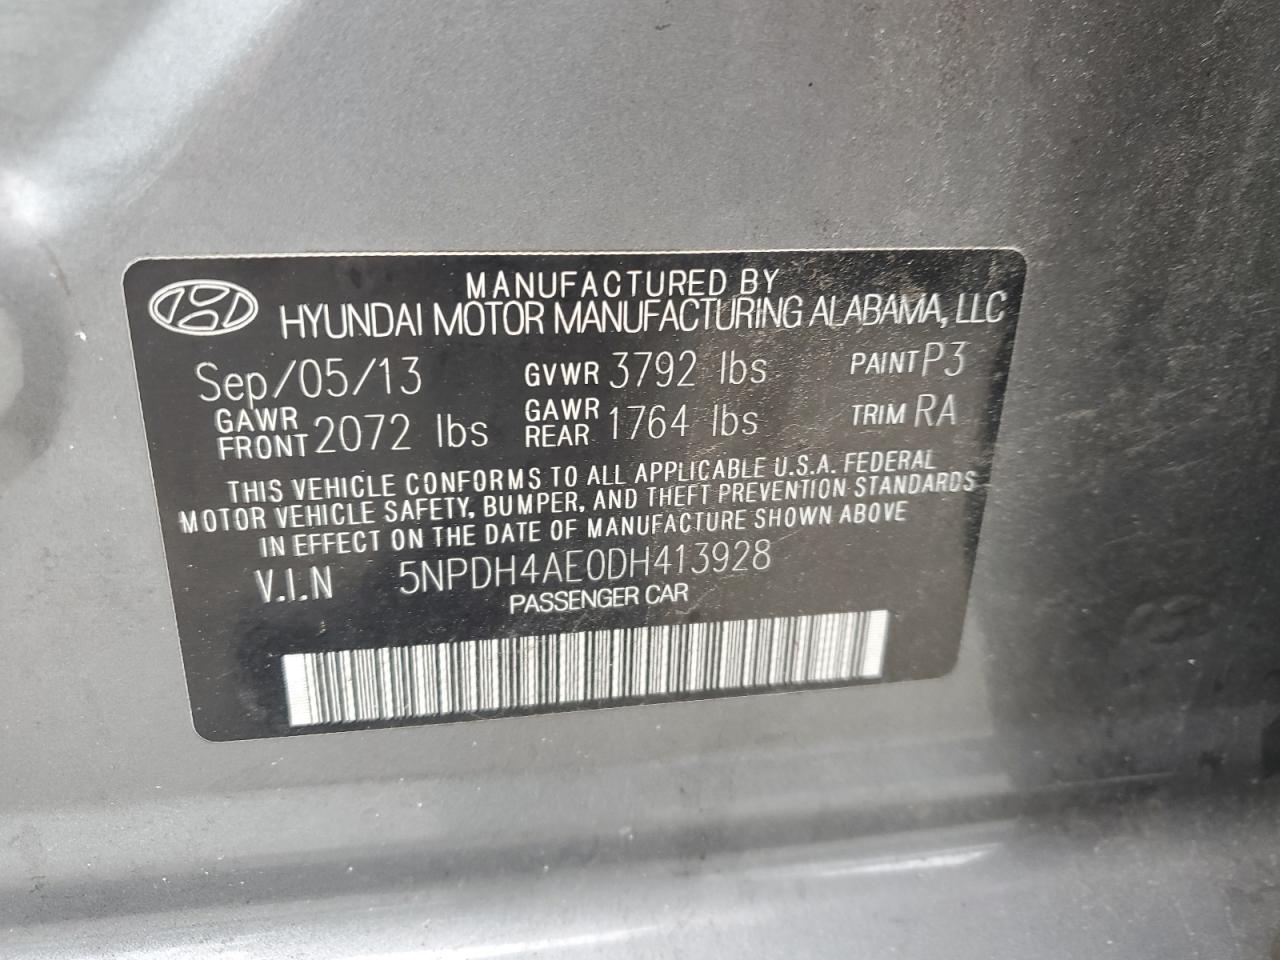 MANUFACTURED BY
HYUNDAI MOTOR MANUFACTURING ALABAMA, LLC
Sep/05/13 GVWR 3792 lbs PAINT P3
GAWR FRONT 2072 lbs GAWR REAR 1764 lbs TRIM RA
THIS VEHICLE CONFORMS TO ALL APPLICABLE U.S.A. FEDERAL
MOTOR VEHICLE SAFETY, BUMPER, AND THEFT PREVENTION STANDARDS
IN EFFECT ON THE DATE OF MANUFACTURE SHOWN ABOVE
V.I.N 5NPDH4AE0DH413928
PASSENGER CAR